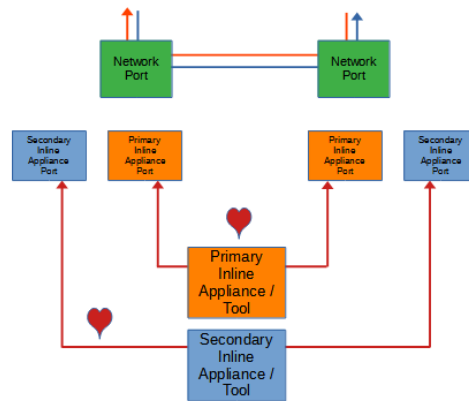 Network
Port
Network
Port
Secondary
Inline
Appliance
Port
Primary
Inline
Appliance
Port
Primary
Inline
Appliance
Port
Secondary
Inline
Appliance
Port
Primary
Inline
Appliance /
Tool
Secondary
Inline
Appliance /
Tool